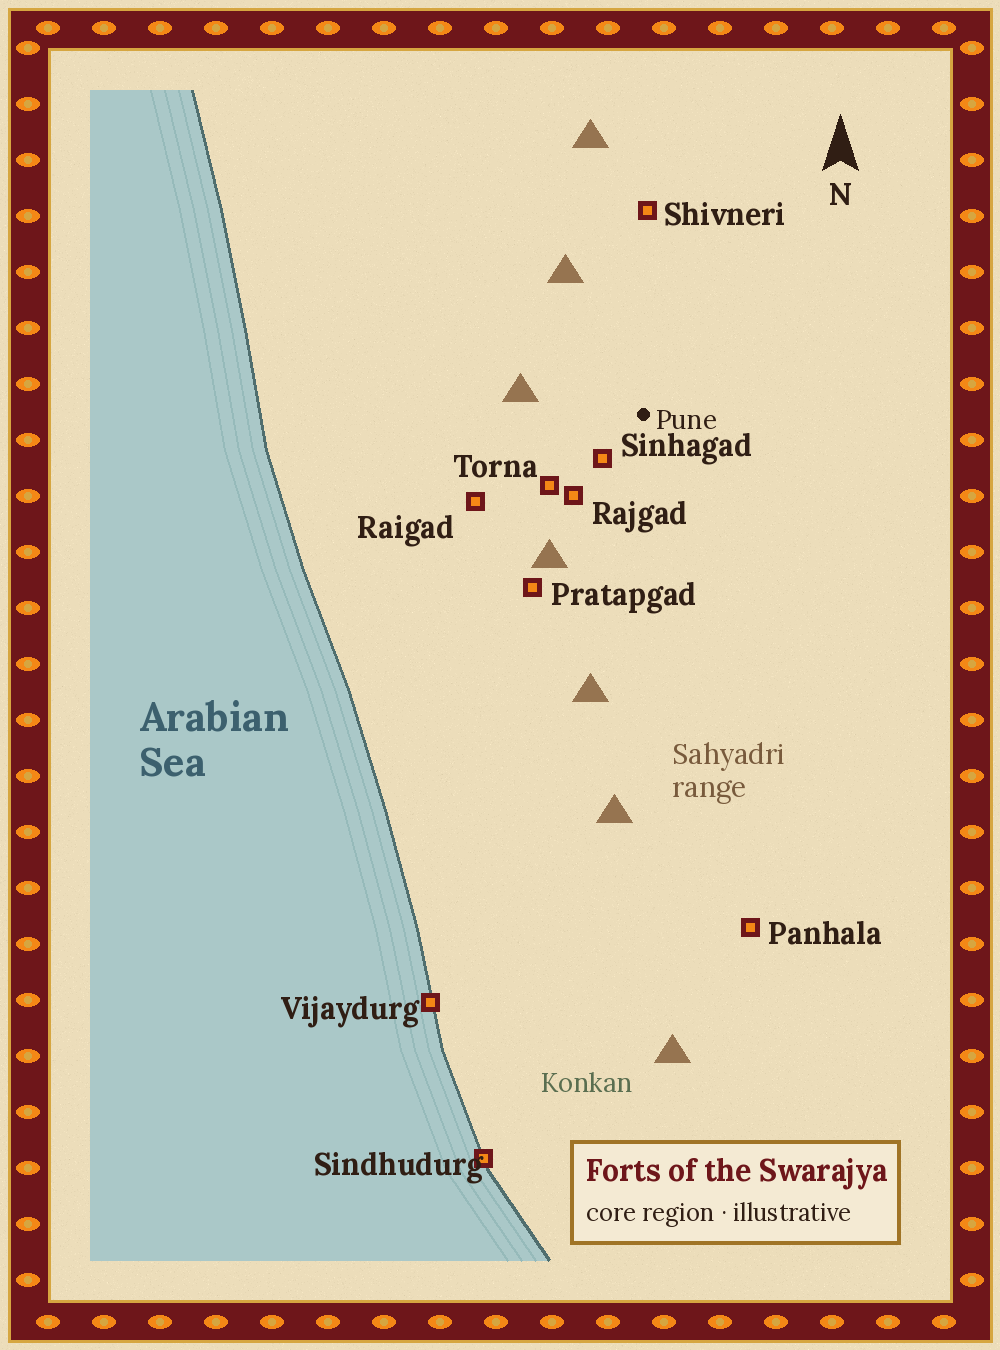 N
Shivneri
Pune
Sinhagad
Torna
Rajgad
Raigad
Pratapgad
Arabian
Sea
Sahyadri
range
Panhala
Vijaydurg
Konkan
Sindhudurg
Forts of the Swarajya
core region · illustrative